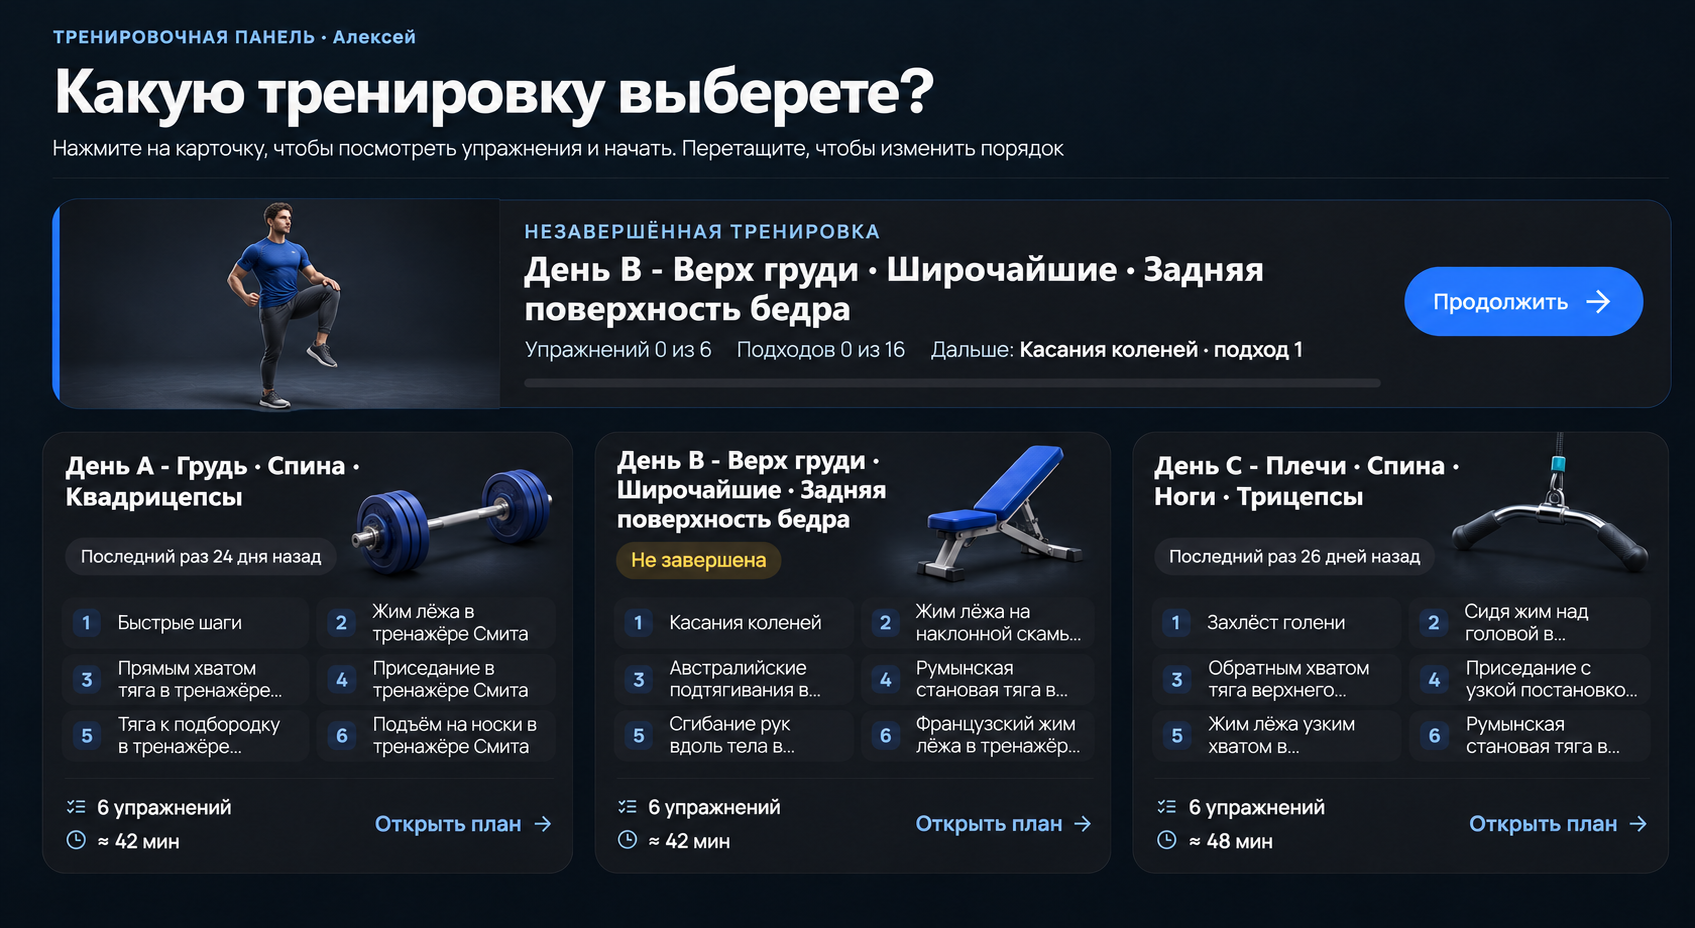 ТРЕНИРОВОЧНАЯ ПАНЕЛЬ · Алексей
Какую тренировку выберете?
Нажмите на карточку, чтобы посмотреть упражнения и начать. Перетащите, чтобы изменить порядок
НЕЗАВЕРШЁННАЯ ТРЕНИРОВКА
День B - Верх груди · Широчайшие · Задняя
поверхность бедра
Упражнений 0 из 6 Подходов 0 из 16 Дальше: Касания коленей · подход 1
Продолжить →
День A - Грудь · Спина ·
Квадрицепсы
Последний раз 24 дня назад
1 Быстрые шаги
2 Жим лёжа в
тренажёре Смита
3 Прямым хватом
тяга в тренажёре...
4 Приседание в
тренажёре Смита
5 Тяга к подбородку
в тренажёре...
6 Подъём на носки в
тренажёре Смита
6 упражнений
≈ 42 мин
Открыть план →
День B - Верх груди ·
Широчайшие · Задняя
поверхность бедра
Не завершена
1 Касания коленей
2 Жим лёжа на
наклонной скамь...
3 Австралийские
подтягивания в...
4 Румынская
становая тяга в...
5 Сгибание рук
вдоль тела в...
6 Французский жим
лёжа в тренажёр...
6 упражнений
≈ 42 мин
Открыть план →
День C - Плечи · Спина ·
Ноги · Трицепсы
Последний раз 26 дней назад
1 Захлёст голени
2 Сидя жим над
головой в...
3 Обратным хватом
тяга верхнего...
4 Приседание с
узкой постановко...
5 Жим лёжа узким
хватом в...
6 Румынская
становая тяга в...
6 упражнений
≈ 48 мин
Открыть план →